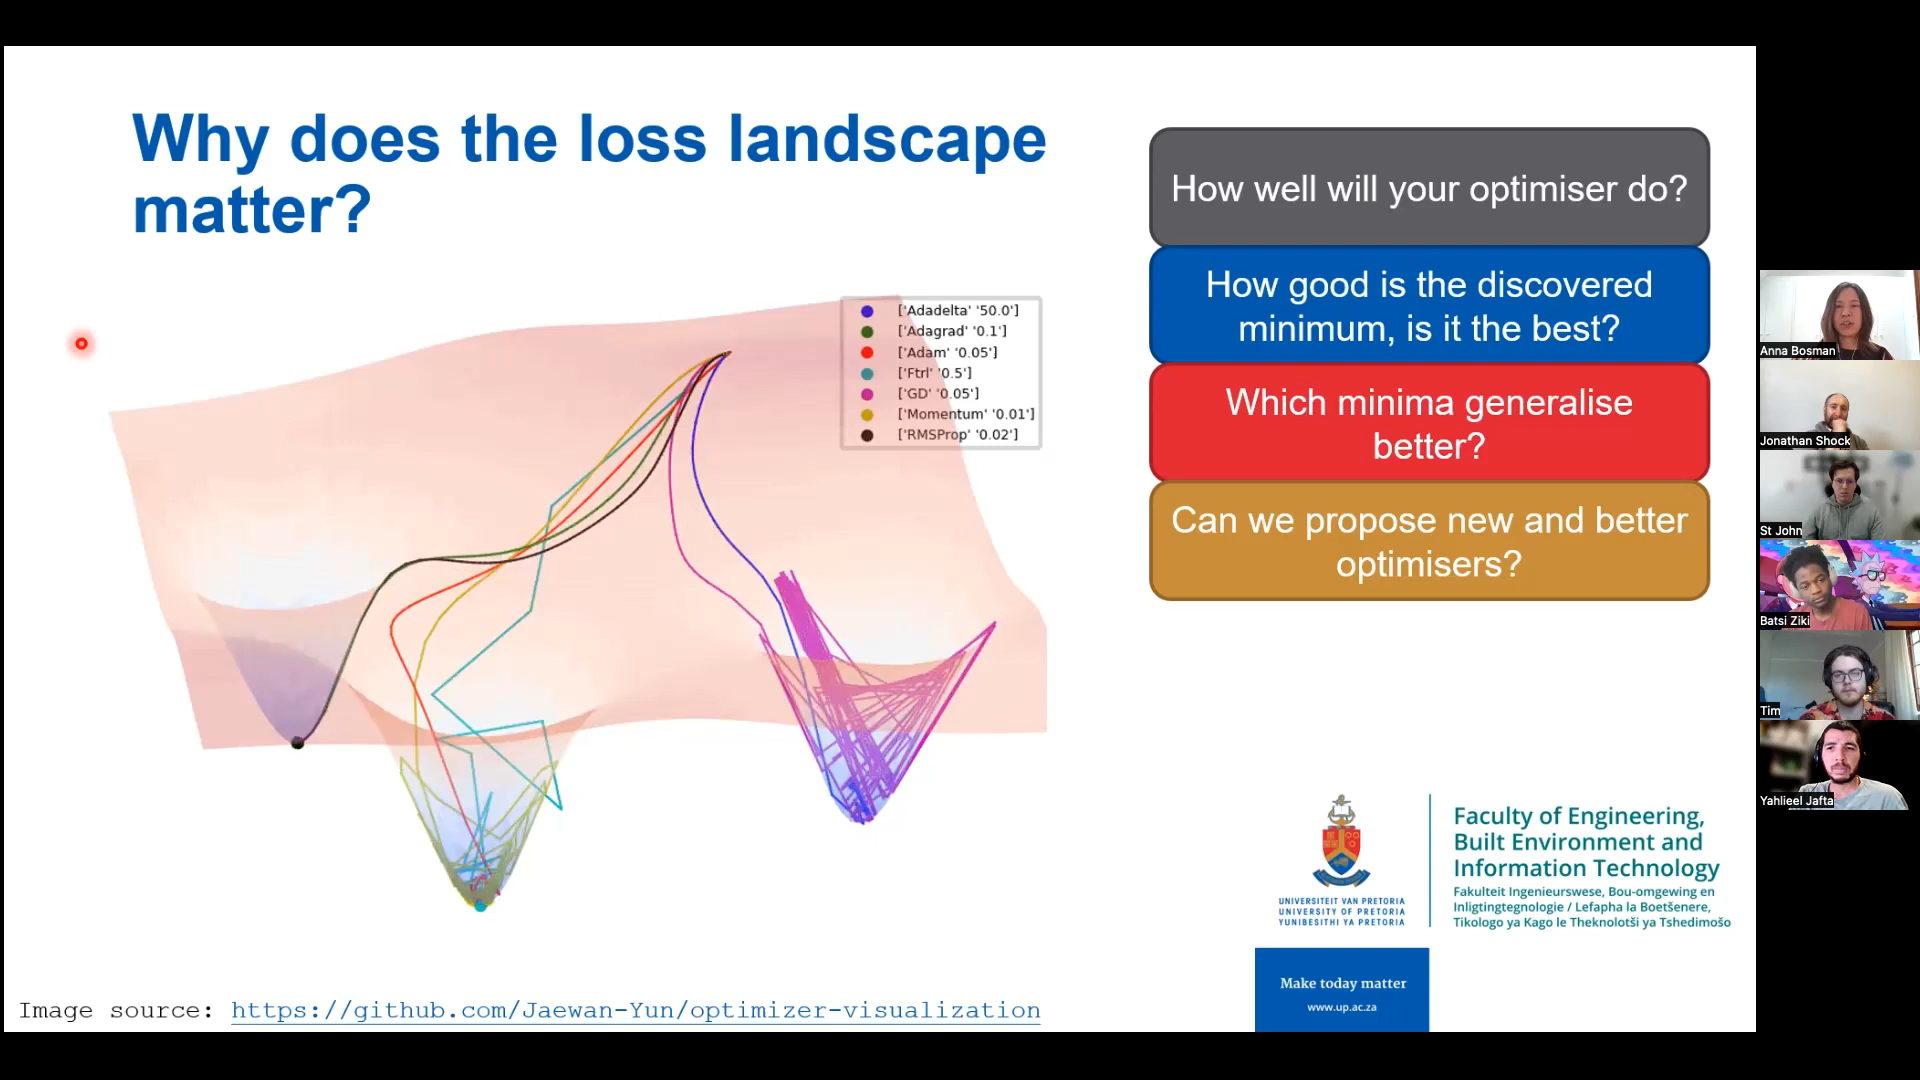 Why does the loss landscape
matter?
['Adadelta' '50.0']
['Adagrad' '0.1']
['Adam' '0.05']
['Ftrl' '0.5']
['GD' '0.05']
['Momentum' '0.01']
['RMSProp' '0.02']
How well will your optimiser do?
How good is the discovered
minimum, is it the best?
Which minima generalise
better?
Can we propose new and better
optimisers?
UNIVERSITEIT VAN PRETORIA
UNIVERSITY OF PRETORIA
YUNIBESITHI YA PRETORIA
Faculty of Engineering,
Built Environment and
Information Technology
Fakulteit Ingenieurswese, Bou-omgewing en
Inligtingtegnologie / Lefapha la Boetšenere,
Tikologo ya Kago le Theknolotši ya Tshedimošo
Make today matter
www.up.ac.za
Image source: https://github.com/Jaewan-Yun/optimizer-visualization
Anna Bosman
Jonathan Shock
St John
Batsi Ziki
Tim
Yahlieel Jafta